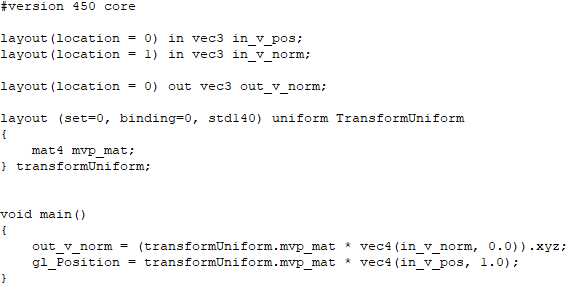 #version 450 core
layout(location = 0) in vec3 in_v_pos;
layout(location = 1) in vec3 in_v_norm;
layout(location = 0) out vec3 out_v_norm;
layout (set=0, binding=0, std140) uniform TransformUniform
{
    mat4 mvp_mat;
} transformUniform;
void main()
{
    out_v_norm = (transformUniform.mvp_mat * vec4(in_v_norm, 0.0)).xyz;
    gl_Position = transformUniform.mvp_mat * vec4(in_v_pos, 1.0);
}